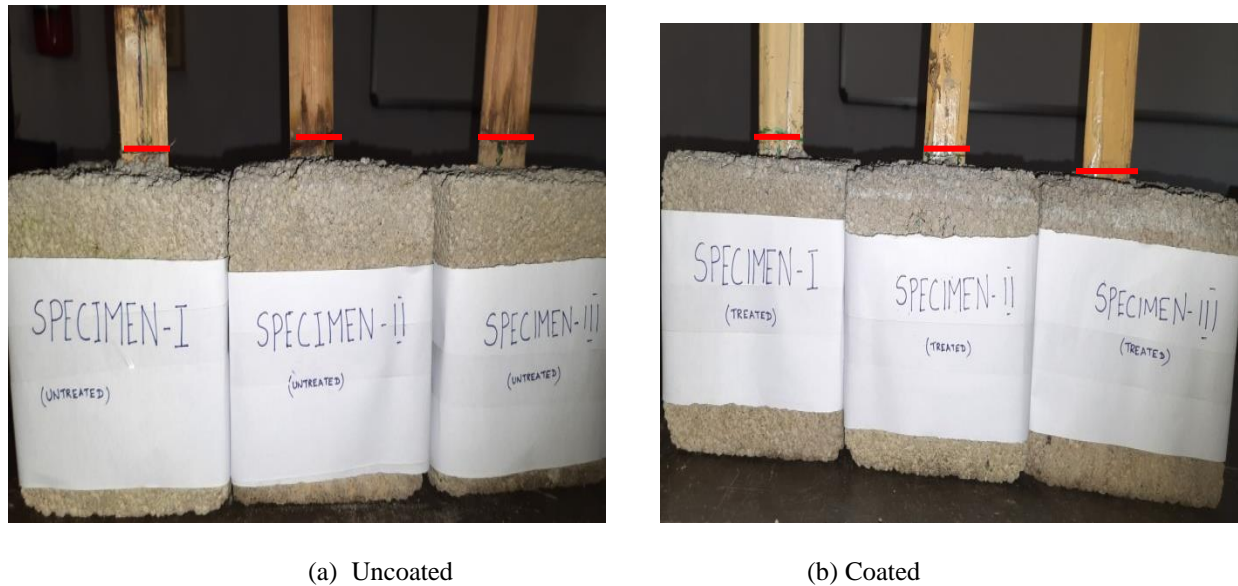 SPECIMEN-I
(UNTREATED)
SPECIMEN-II
(UNTREATED)
SPECIMEN-III
(UNTREATED)
SPECIMEN-I
(TREATED)
SPECIMEN-II
(TREATED)
SPECIMEN-III
(TREATED)
(a) Uncoated
(b) Coated